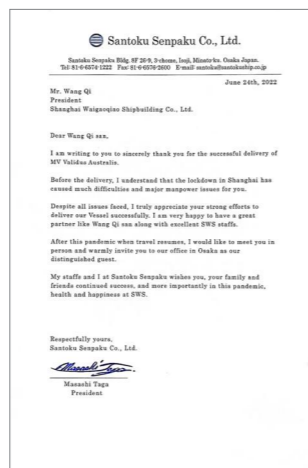 Santoku Senpaku Co., Ltd.
Santoku Senpaku Bldg. 8F 26-9, 3-chome, Isoji, Minato-ku. Osaka Japan.
Tel: 81-6-6574-1222 Fax: 81-6-6576-2600 E-mail: santoku@santokuship.co.jp
June 24th, 2022
Mr. Wang Qi
President
Shanghai Waigaoqiao Shipbuilding Co., Ltd.
Dear Wang Qi san,
I am writing to you to sincerely thank you for the successful delivery of
MV Validus Australis.
Before the delivery, I understand that the lockdown in Shanghai has
caused much difficulties and major manpower issues for you.
Despite all issues faced, I truly appreciate your strong efforts to
deliver our Vessel successfully. I am very happy to have a great
partner like Wang Qi san along with excellent SWS staffs.
After this pandemic when travel resumes, I would like to meet you in
person and warmly invite you to our office in Osaka as our
distinguished guest.
My staffs and I at Santoku Senpaku wishes you, your family and
friends continued success, and more importantly in this pandemic,
health and happiness at SWS.
Respectfully yours,
Santoku Senpaku Co., Ltd.
Masashi Taga
Masashi Taga
President